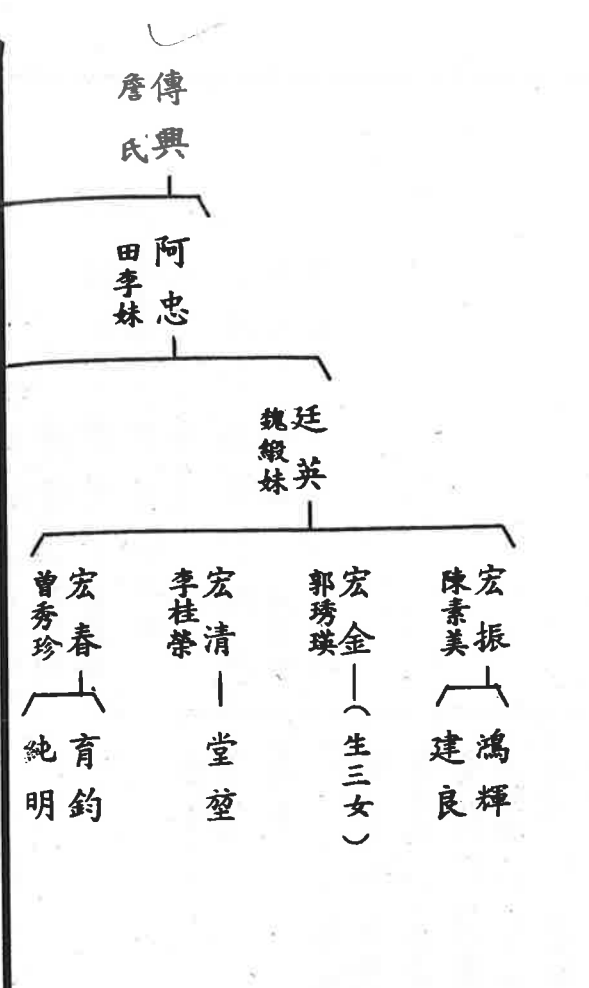 傳興
詹氏
阿忠
田李妹
廷英
魏緞妹
宏振
陳素美
宏金
郭琇瑛
宏清
李桂榮
宏春
曾秀珍
鴻輝
建良
（生三女）
堂堃
育鈞
純明